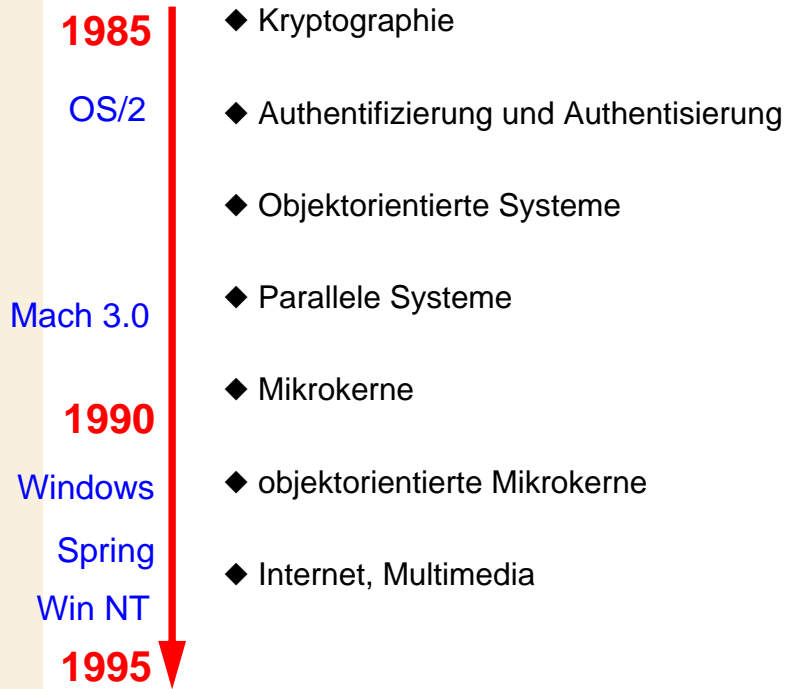 1985
◆ Kryptographie
OS/2
◆ Authentifizierung und Authentisierung
◆ Objektorientierte Systeme
Mach 3.0
◆ Parallele Systeme
◆ Mikrokerne
1990
Windows
◆ objektorientierte Mikrokerne
Spring
◆ Internet, Multimedia
Win NT
1995